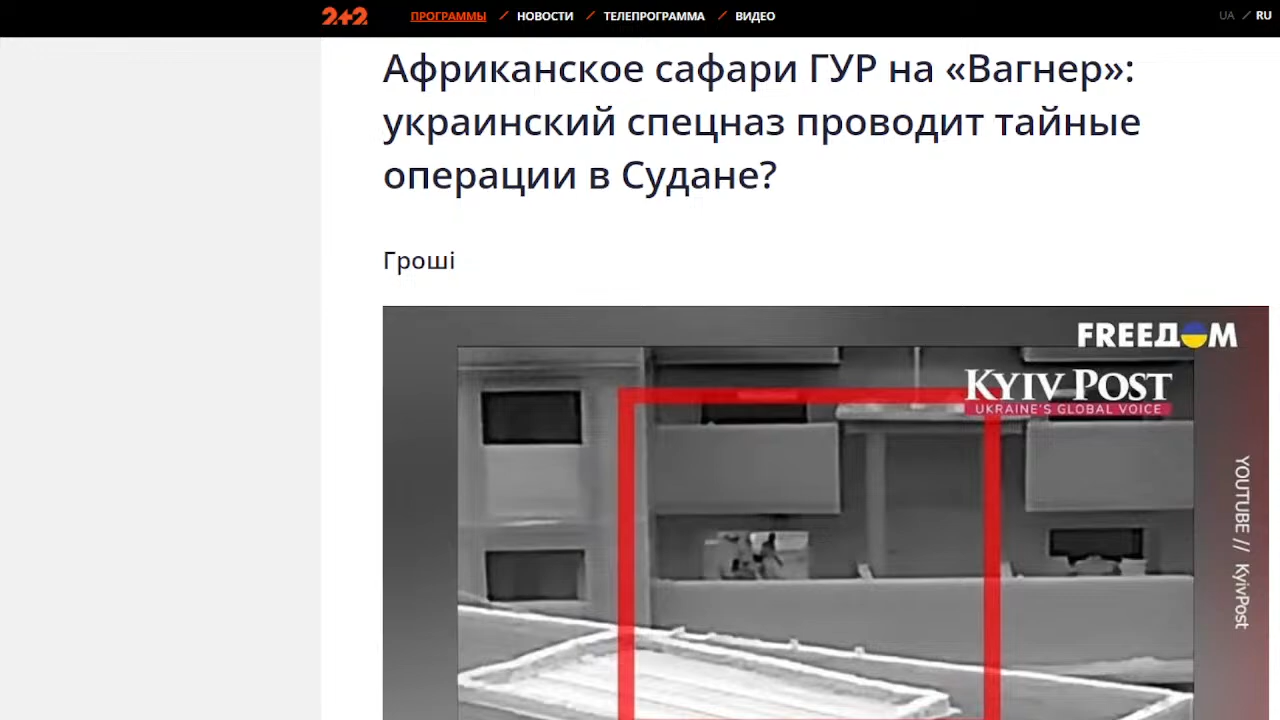 2+2
ПРОГРАММЫ / НОВОСТИ / ТЕЛЕПРОГРАММА / ВИДЕО
UA / RU
Африканское сафари ГУР на «Вагнер»:
украинский спецназ проводит тайные
операции в Судане?
Гроші
FREEДOM
KYIV POST
UKRAINE'S GLOBAL VOICE
YOUTUBE // KyivPost